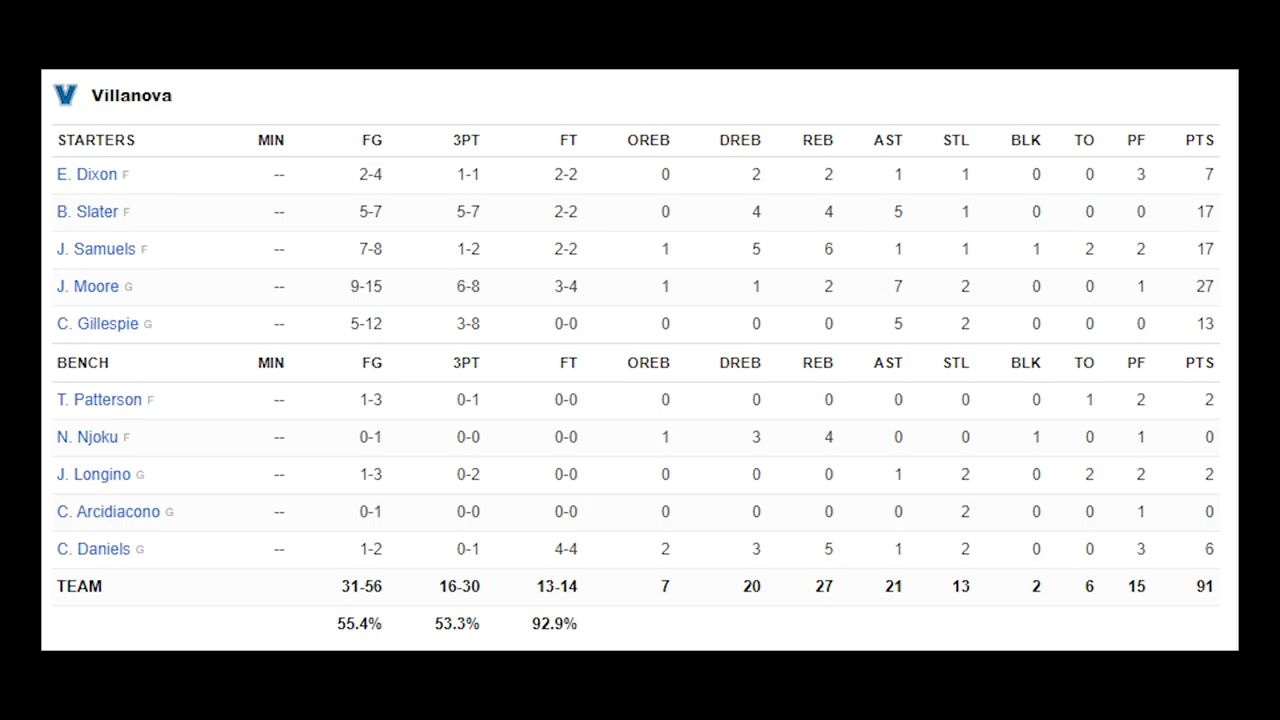 Villanova
STARTERS MIN FG 3PT FT OREB DREB REB AST STL BLK TO PF PTS
E. Dixon F -- 2-4 1-1 2-2 0 2 2 1 1 0 0 3 7
B. Slater F -- 5-7 5-7 2-2 0 4 4 5 1 0 0 0 17
J. Samuels F -- 7-8 1-2 2-2 1 5 6 1 1 1 2 2 17
J. Moore G -- 9-15 6-8 3-4 1 1 2 7 2 0 0 1 27
C. Gillespie G -- 5-12 3-8 0-0 0 0 0 5 2 0 0 0 13
BENCH MIN FG 3PT FT OREB DREB REB AST STL BLK TO PF PTS
T. Patterson F -- 1-3 0-1 0-0 0 0 0 0 0 0 1 2 2
N. Njoku F -- 0-1 0-0 0-0 1 3 4 0 0 1 0 1 0
J. Longino G -- 1-3 0-2 0-0 0 0 0 1 2 0 2 2 2
C. Arcidiacono G -- 0-1 0-0 0-0 0 0 0 0 2 0 0 1 0
C. Daniels G -- 1-2 0-1 4-4 2 3 5 1 2 0 0 3 6
TEAM 31-56 16-30 13-14 7 20 27 21 13 2 6 15 91
55.4% 53.3% 92.9%